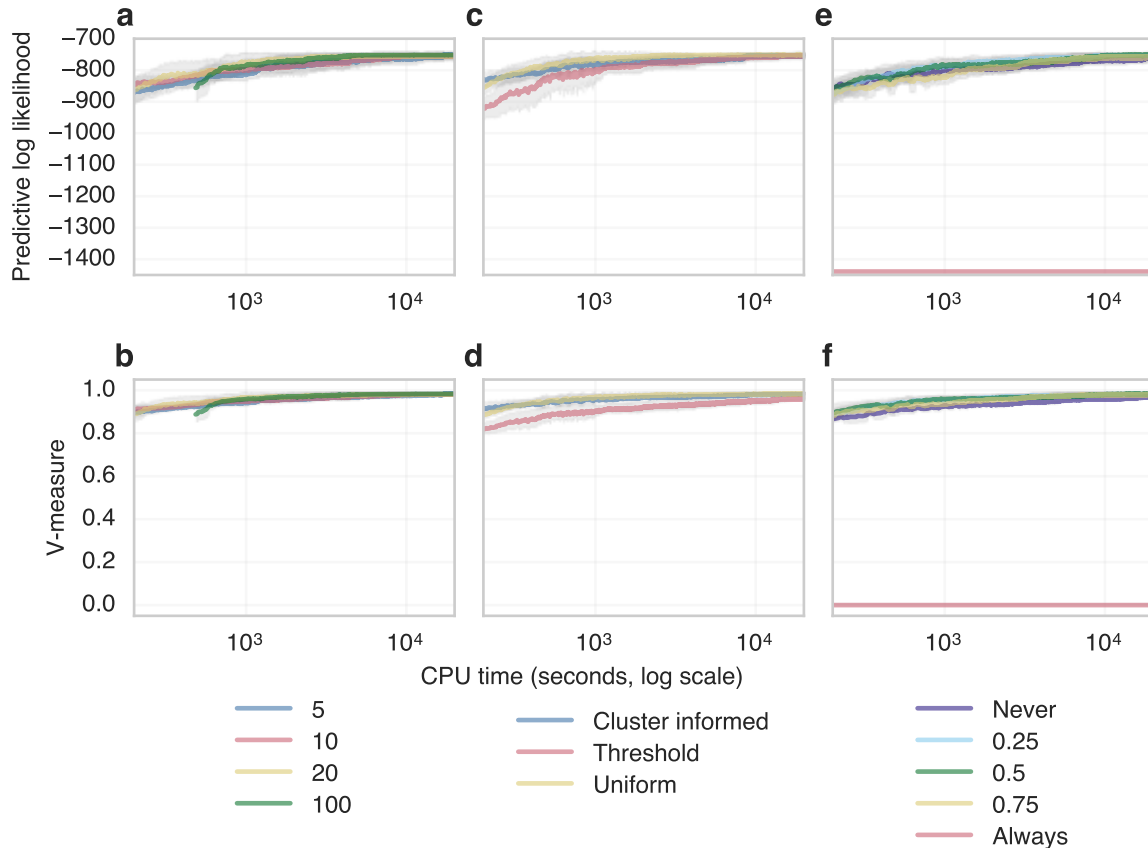 a
c
e
Predictive log likelihood
−700
−800
−900
−1000
−1100
−1200
−1300
−1400
10³ 10⁴
10³ 10⁴
10³ 10⁴
b
d
f
V-measure
1.0
0.8
0.6
0.4
0.2
0.0
10³ 10⁴
10³ 10⁴
10³ 10⁴
CPU time (seconds, log scale)
5
10
20
100
Cluster informed
Threshold
Uniform
Never
0.25
0.5
0.75
Always